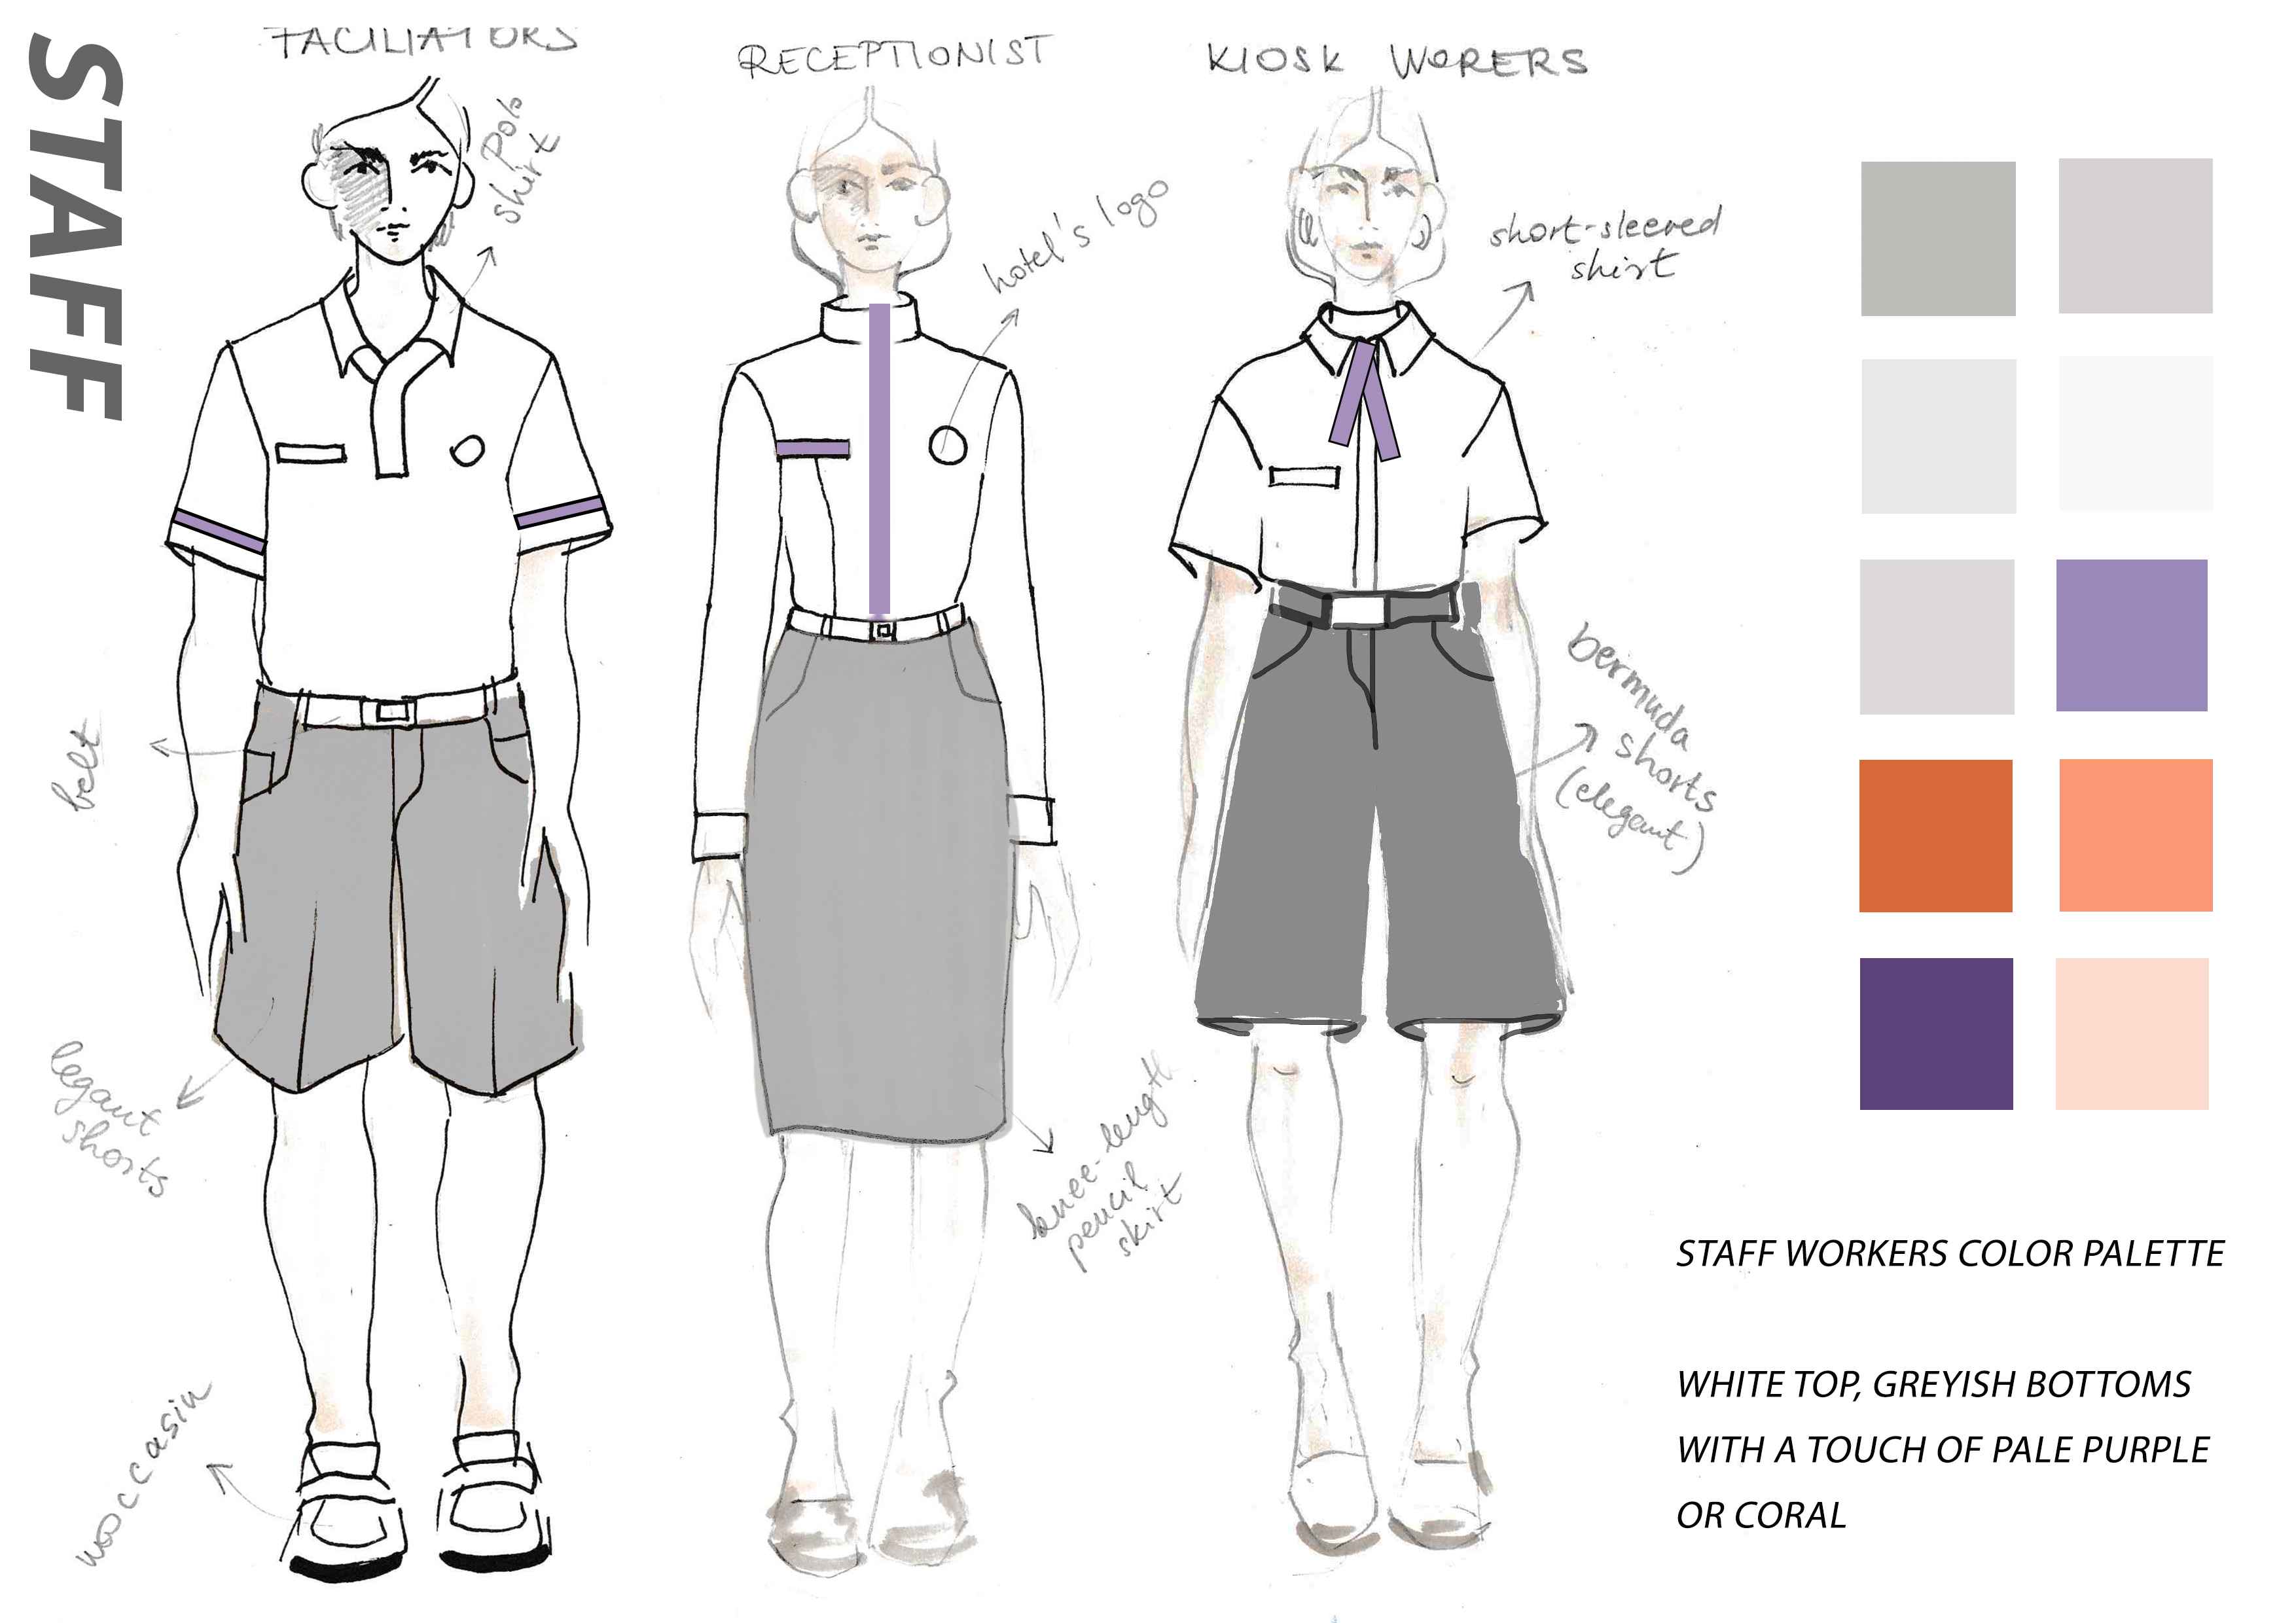 STAFF
FACILIATORS
RECEPTIONIST
KIOSK WORERS
Polo
shirt
hotel's logo
short-sleeved
shirt
belt
bermuda
shorts
(elegant)
legant
shorts
knee-length
pencil
skirt
moccasin
STAFF WORKERS COLOR PALETTE
WHITE TOP, GREYISH BOTTOMS
WITH A TOUCH OF PALE PURPLE
OR CORAL